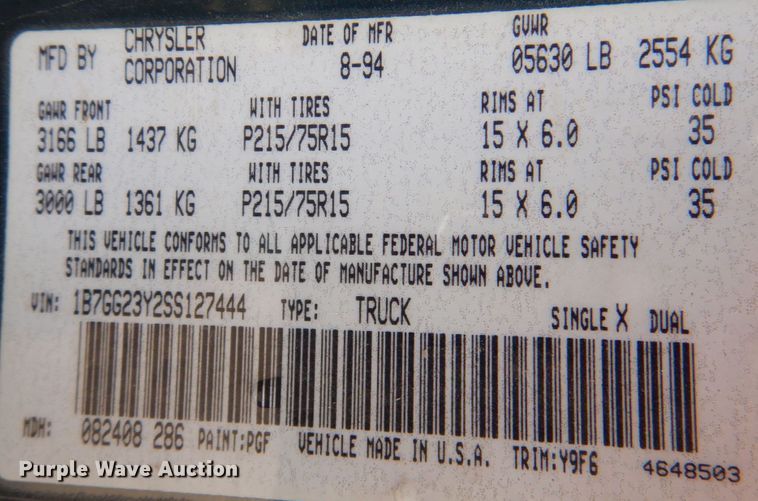 MFD BY CHRYSLER CORPORATION DATE OF MFR 8-94 GVWR 05630 LB 2554 KG
GAWR FRONT WITH TIRES RIMS AT PSI COLD
3166 LB 1437 KG P215/75R15 15 X 6.0 35
GAWR REAR WITH TIRES RIMS AT PSI COLD
3000 LB 1361 KG P215/75R15 15 X 6.0 35
THIS VEHICLE CONFORMS TO ALL APPLICABLE FEDERAL MOTOR VEHICLE SAFETY
STANDARDS IN EFFECT ON THE DATE OF MANUFACTURE SHOWN ABOVE.
VIN: 1B7GG23Y2SS127444 TYPE: TRUCK SINGLE X DUAL
MDH: 082408 286 PAINT:PGF VEHICLE MADE IN U.S.A. TRIM:Y9F6 4648503
Purple Wave Auction